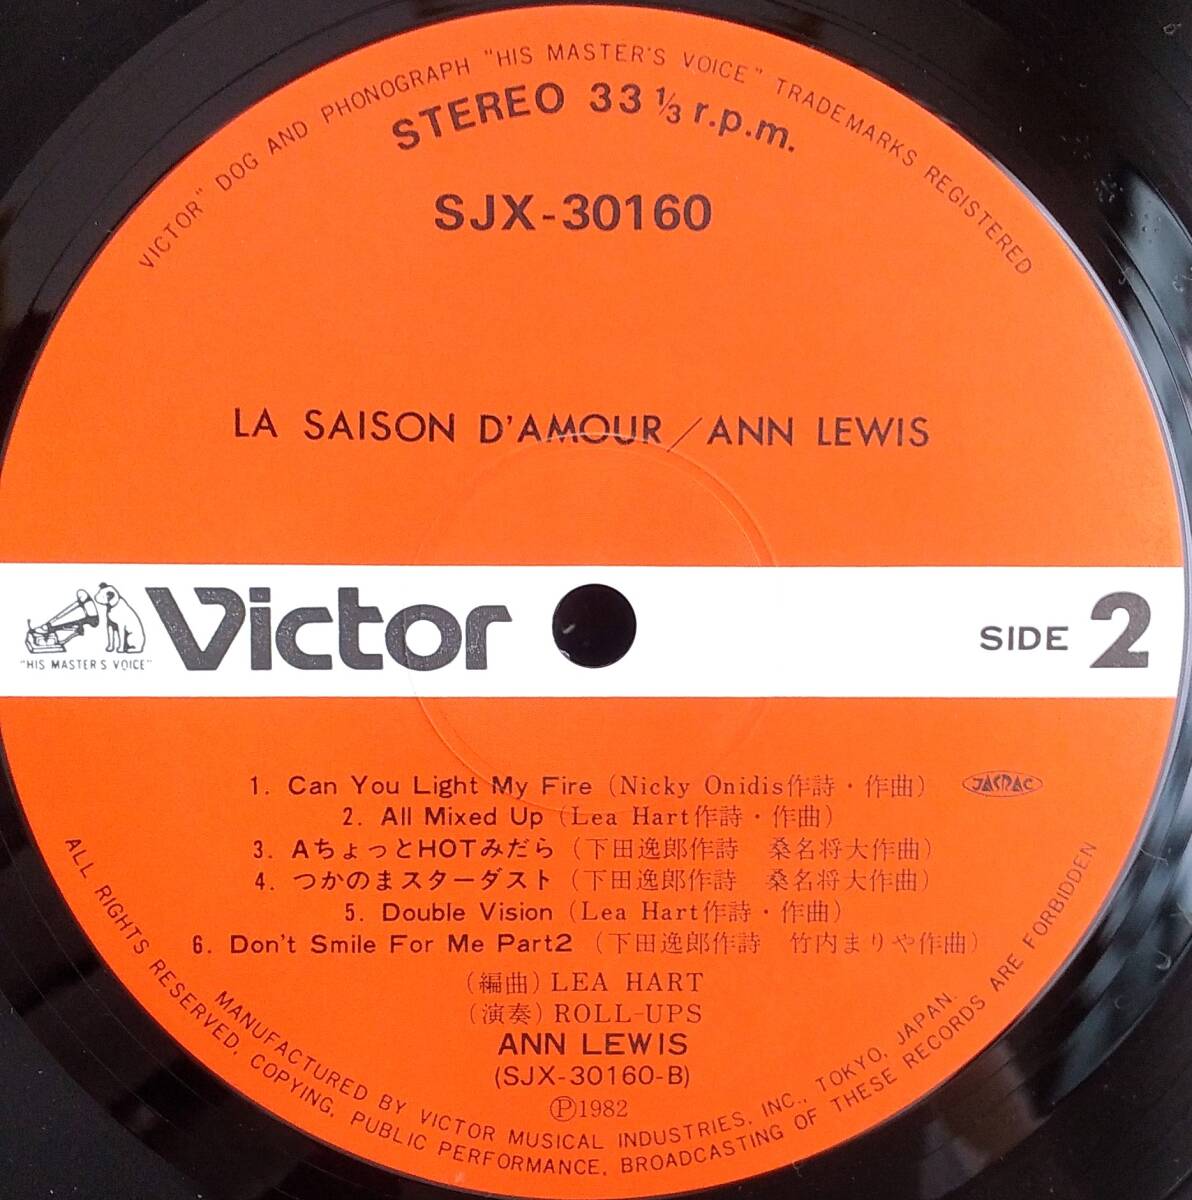 VICTOR" DOG AND PHONOGRAPH "HIS MASTER'S VOICE" TRADEMARKS REGISTERED
STEREO 33 1/3 r.p.m.
SJX-30160
LA SAISON D'AMOUR／ANN LEWIS
"HIS MASTER'S VOICE"
Victor
SIDE 2
1. Can You Light My Fire (Nicky Onidis作詩・作曲) JASRAC
2. All Mixed Up (Lea Hart作詩・作曲)
3. AちょっとHOTみだら (下田逸郎作詩 桑名将大作曲)
4. つかのまスターダスト (下田逸郎作詩 桑名将大作曲)
5. Double Vision (Lea Hart作詩・作曲)
6. Don't Smile For Me Part2 (下田逸郎作詩 竹内まりや作曲)
(編曲) LEA HART
(演奏) ROLL-UPS
ANN LEWIS
(SJX-30160-B)
Ⓟ1982
MANUFACTURED BY VICTOR MUSICAL INDUSTRIES, INC., TOKYO, JAPAN.
ALL RIGHTS RESERVED, COPYING, PUBLIC PERFORMANCE, BROADCASTING OF THESE RECORDS ARE FORBIDDEN